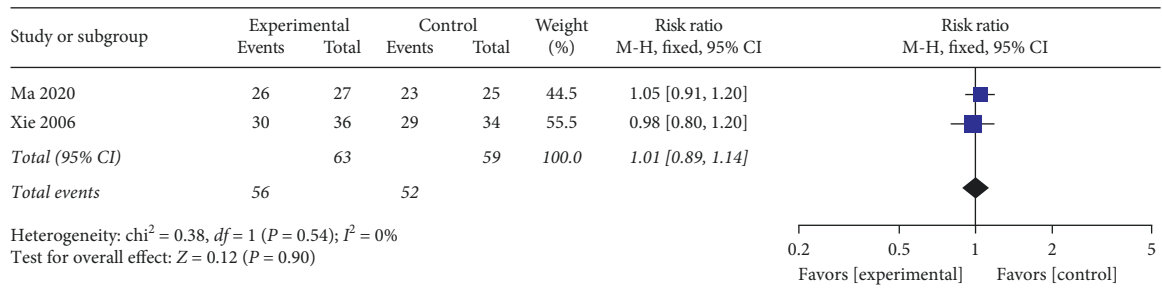 Study or subgroup Experimental Control Weight Risk ratio Risk ratio
Events Total Events Total (%) M-H, fixed, 95% CI M-H, fixed, 95% CI
Ma 2020 26 27 23 25 44.5 1.05 [0.91, 1.20]
Xie 2006 30 36 29 34 55.5 0.98 [0.80, 1.20]
Total (95% CI) 63 59 100.0 1.01 [0.89, 1.14]
Total events 56 52
Heterogeneity: chi² = 0.38, df = 1 (P = 0.54); I² = 0%
Test for overall effect: Z = 0.12 (P = 0.90)
0.2 0.5 1 2 5
Favors [experimental] Favors [control]